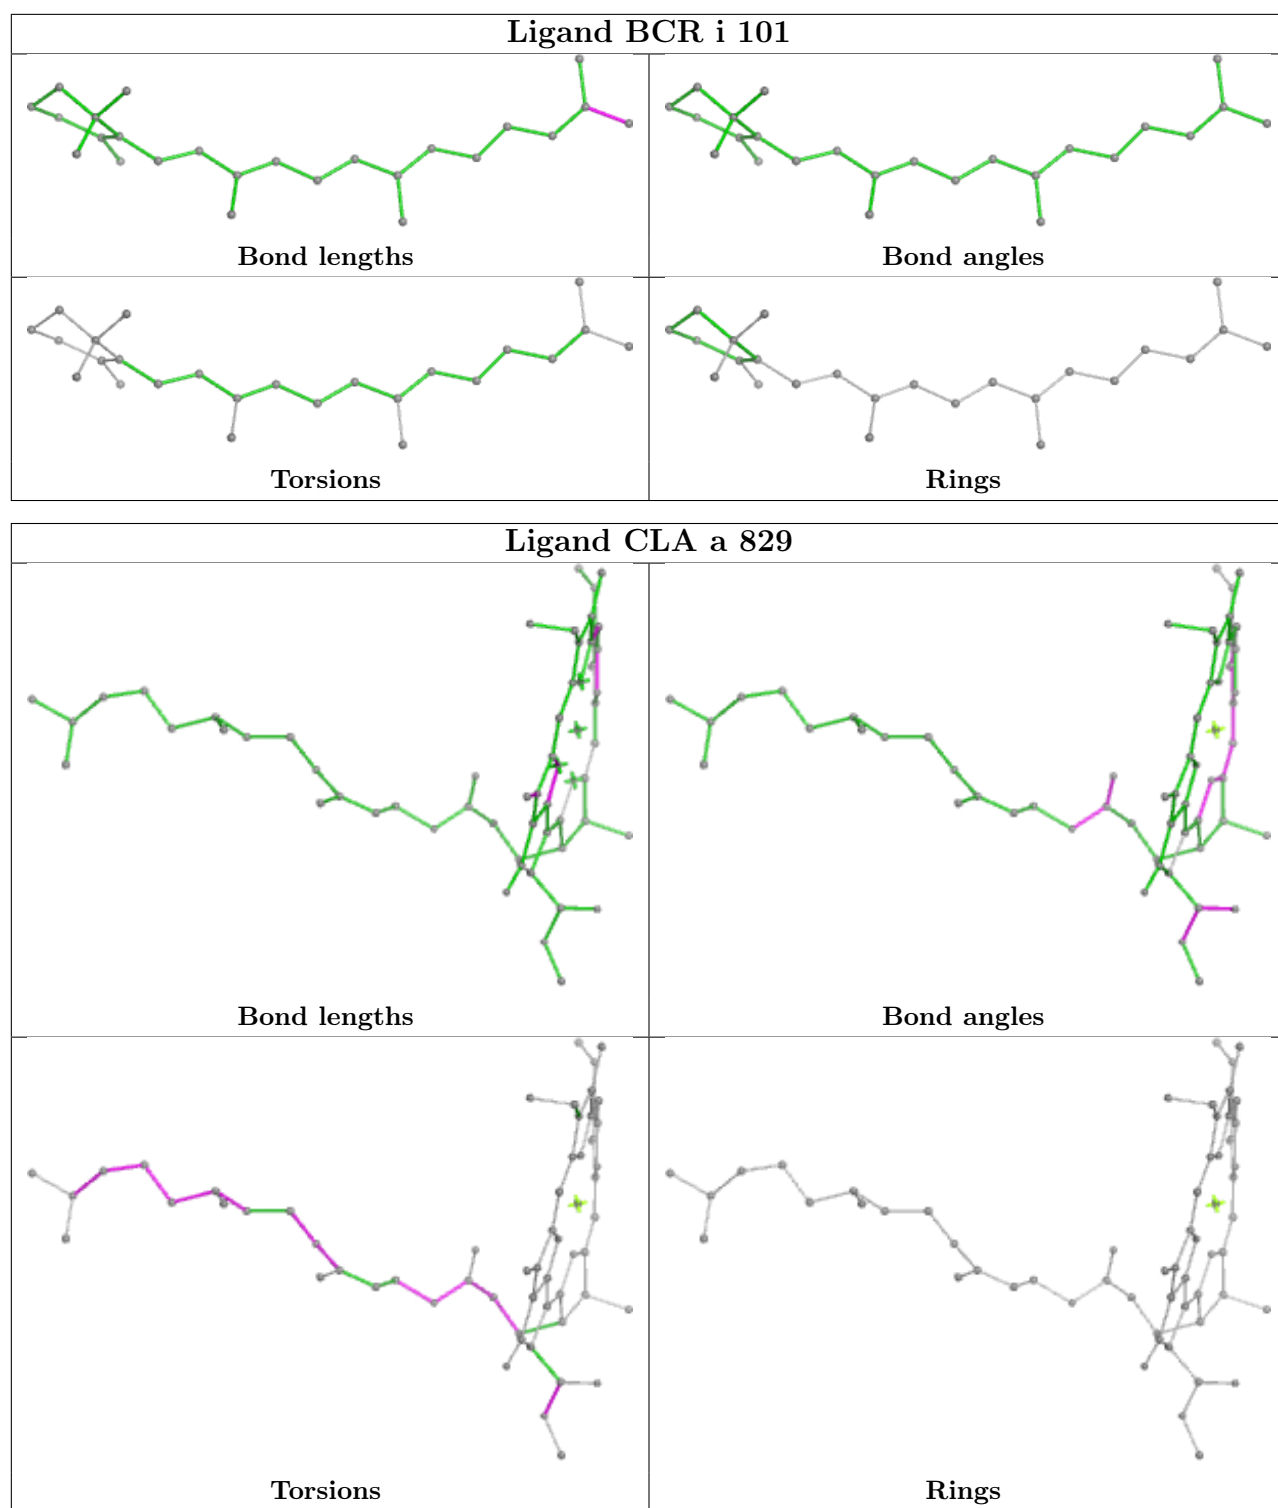 Ligand BCR i 101
Bond lengths
Bond angles
Torsions
Rings
Ligand CLA a 829
Bond lengths
Bond angles
Torsions
Rings